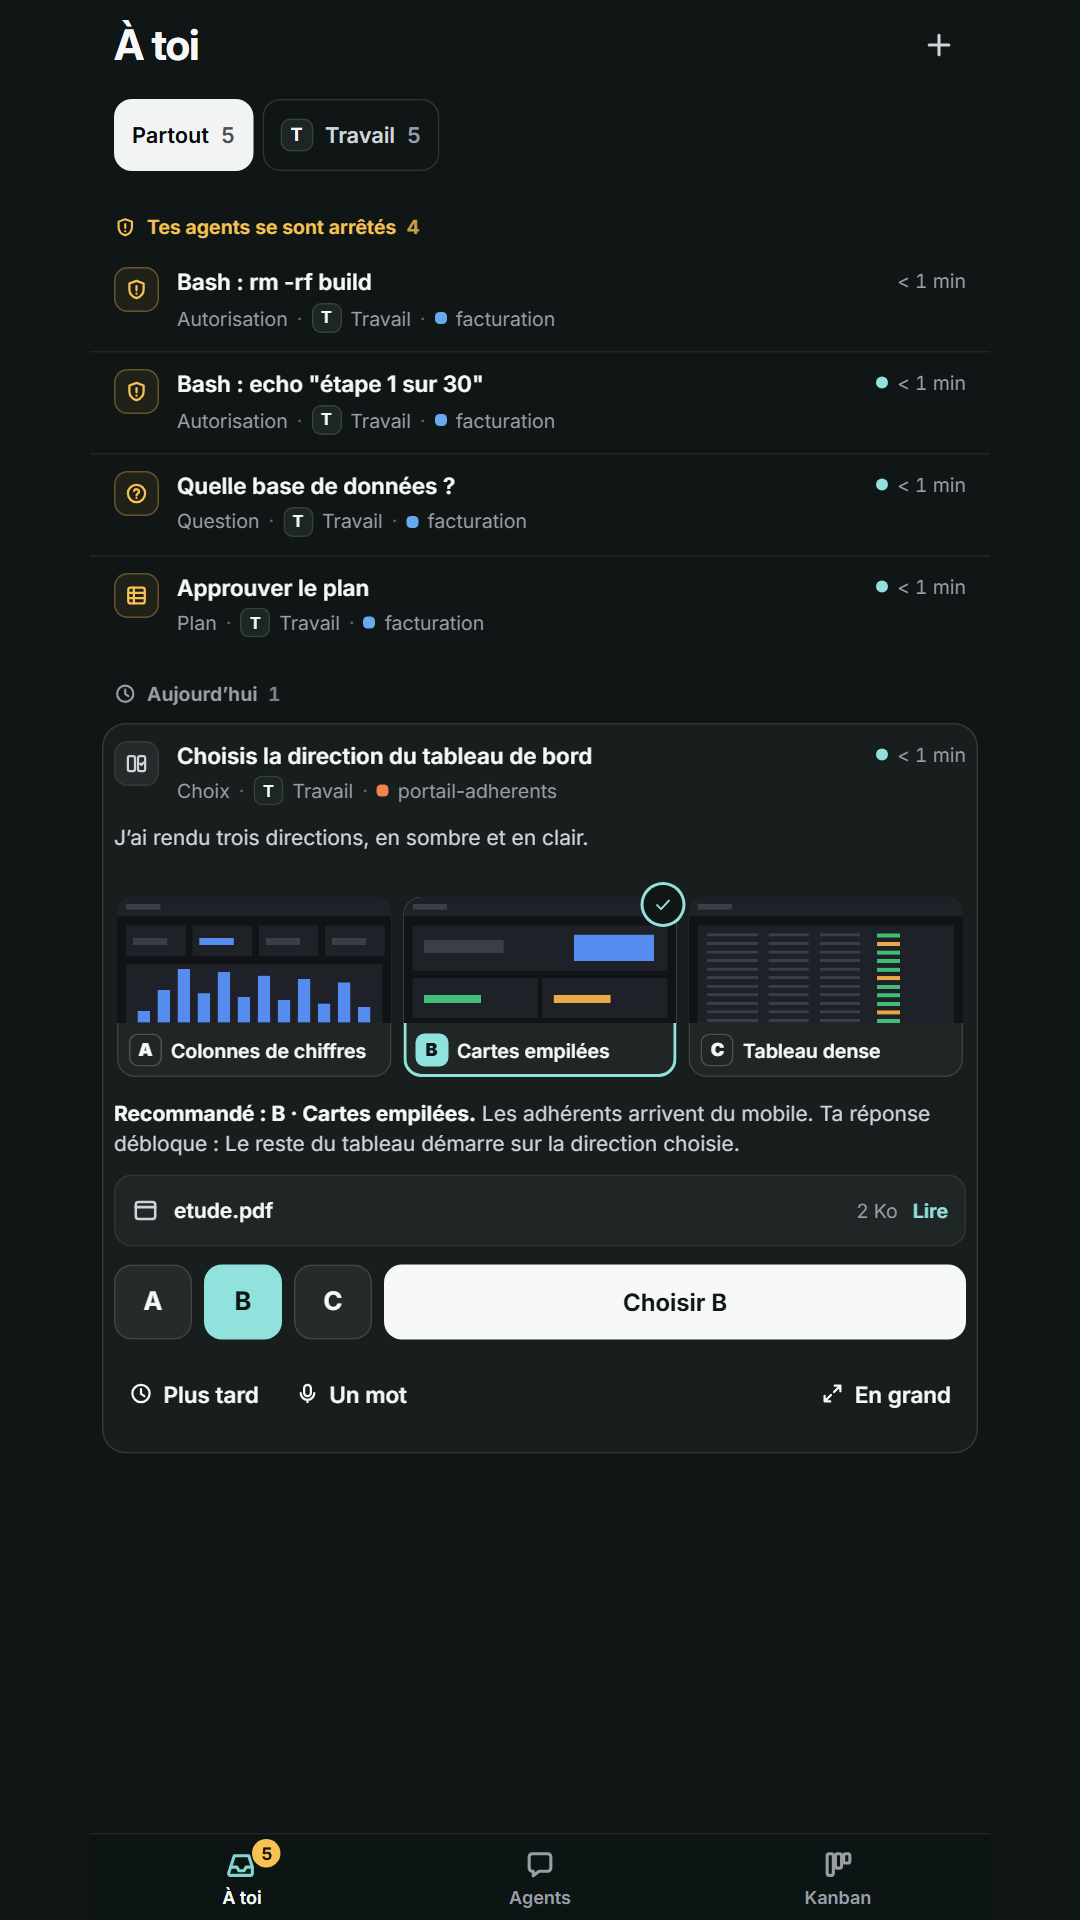 À toi
Partout 5
T Travail 5
Tes agents se sont arrêtés 4
Bash : rm -rf build
< 1 min
Autorisation · T Travail · facturation
Bash : echo "étape 1 sur 30"
< 1 min
Autorisation · T Travail · facturation
Quelle base de données ?
< 1 min
Question · T Travail · facturation
Approuver le plan
< 1 min
Plan · T Travail · facturation
Aujourd’hui 1
Choisis la direction du tableau de bord
< 1 min
Choix · T Travail · portail-adherents
J’ai rendu trois directions, en sombre et en clair.
A Colonnes de chiffres
B Cartes empilées
C Tableau dense
Recommandé : B · Cartes empilées. Les adhérents arrivent du mobile. Ta réponse
débloque : Le reste du tableau démarre sur la direction choisie.
etude.pdf
2 Ko Lire
A
B
C
Choisir B
Plus tard
Un mot
En grand
5
À toi
Agents
Kanban